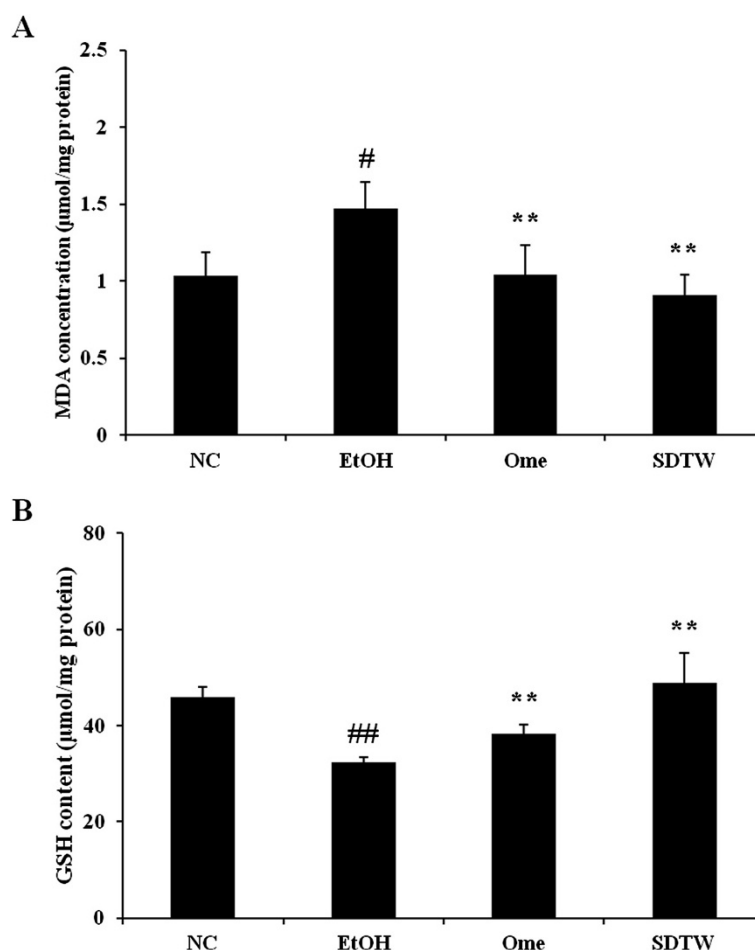 A
MDA concentration (μmol/mg protein)
2.5
2
1.5
1
0.5
0
#
**
**
NC EtOH Ome SDTW
B
GSH content (μmol/mg protein)
80
60
40
20
0
##
**
**
NC EtOH Ome SDTW